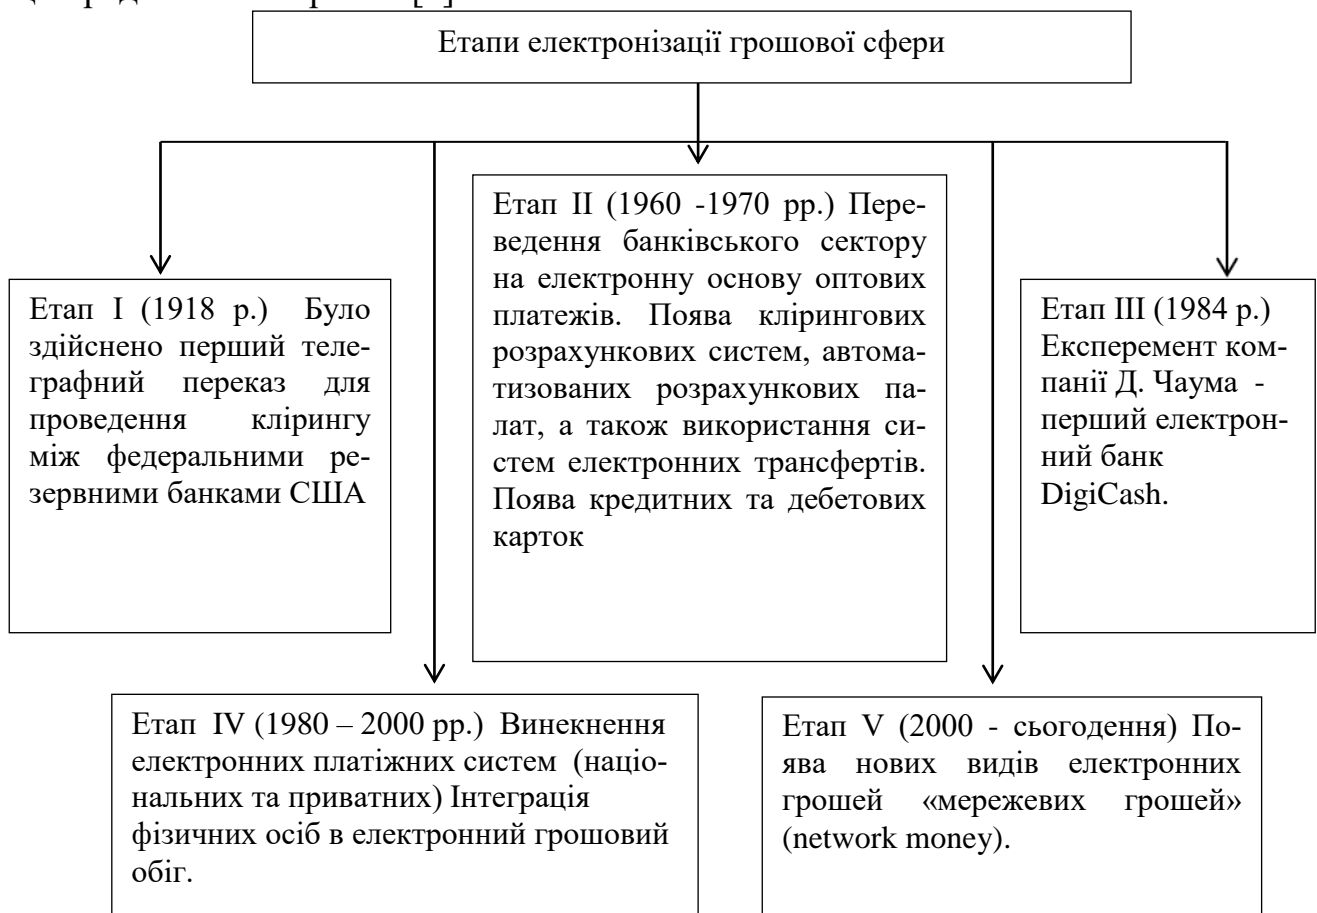 Етапи електронізації грошової сфери
Етап I (1918 р.) Було
здійснено перший теле-
графний переказ для
проведення клірингу
між федеральними ре-
зервними банками США
Етап II (1960 -1970 рр.) Пере-
ведення банківського сектору
на електронну основу оптових
платежів. Поява клірингових
розрахункових систем, автома-
тизованих розрахункових па-
лат, а також використання си-
стем електронних трансфертів.
Поява кредитних та дебетових
карток
Етап III (1984 р.)
Експеремент ком-
панії Д. Чаума -
перший електрон-
ний банк
DigiCash.
Етап IV (1980 – 2000 рр.) Винекнення
електронних платіжних систем (націо-
нальних та приватних) Інтеграція
фізичних осіб в електронний грошовий
обіг.
Етап V (2000 - сьогодення) По-
ява нових видів електронних
грошей «мережевих грошей»
(network money).